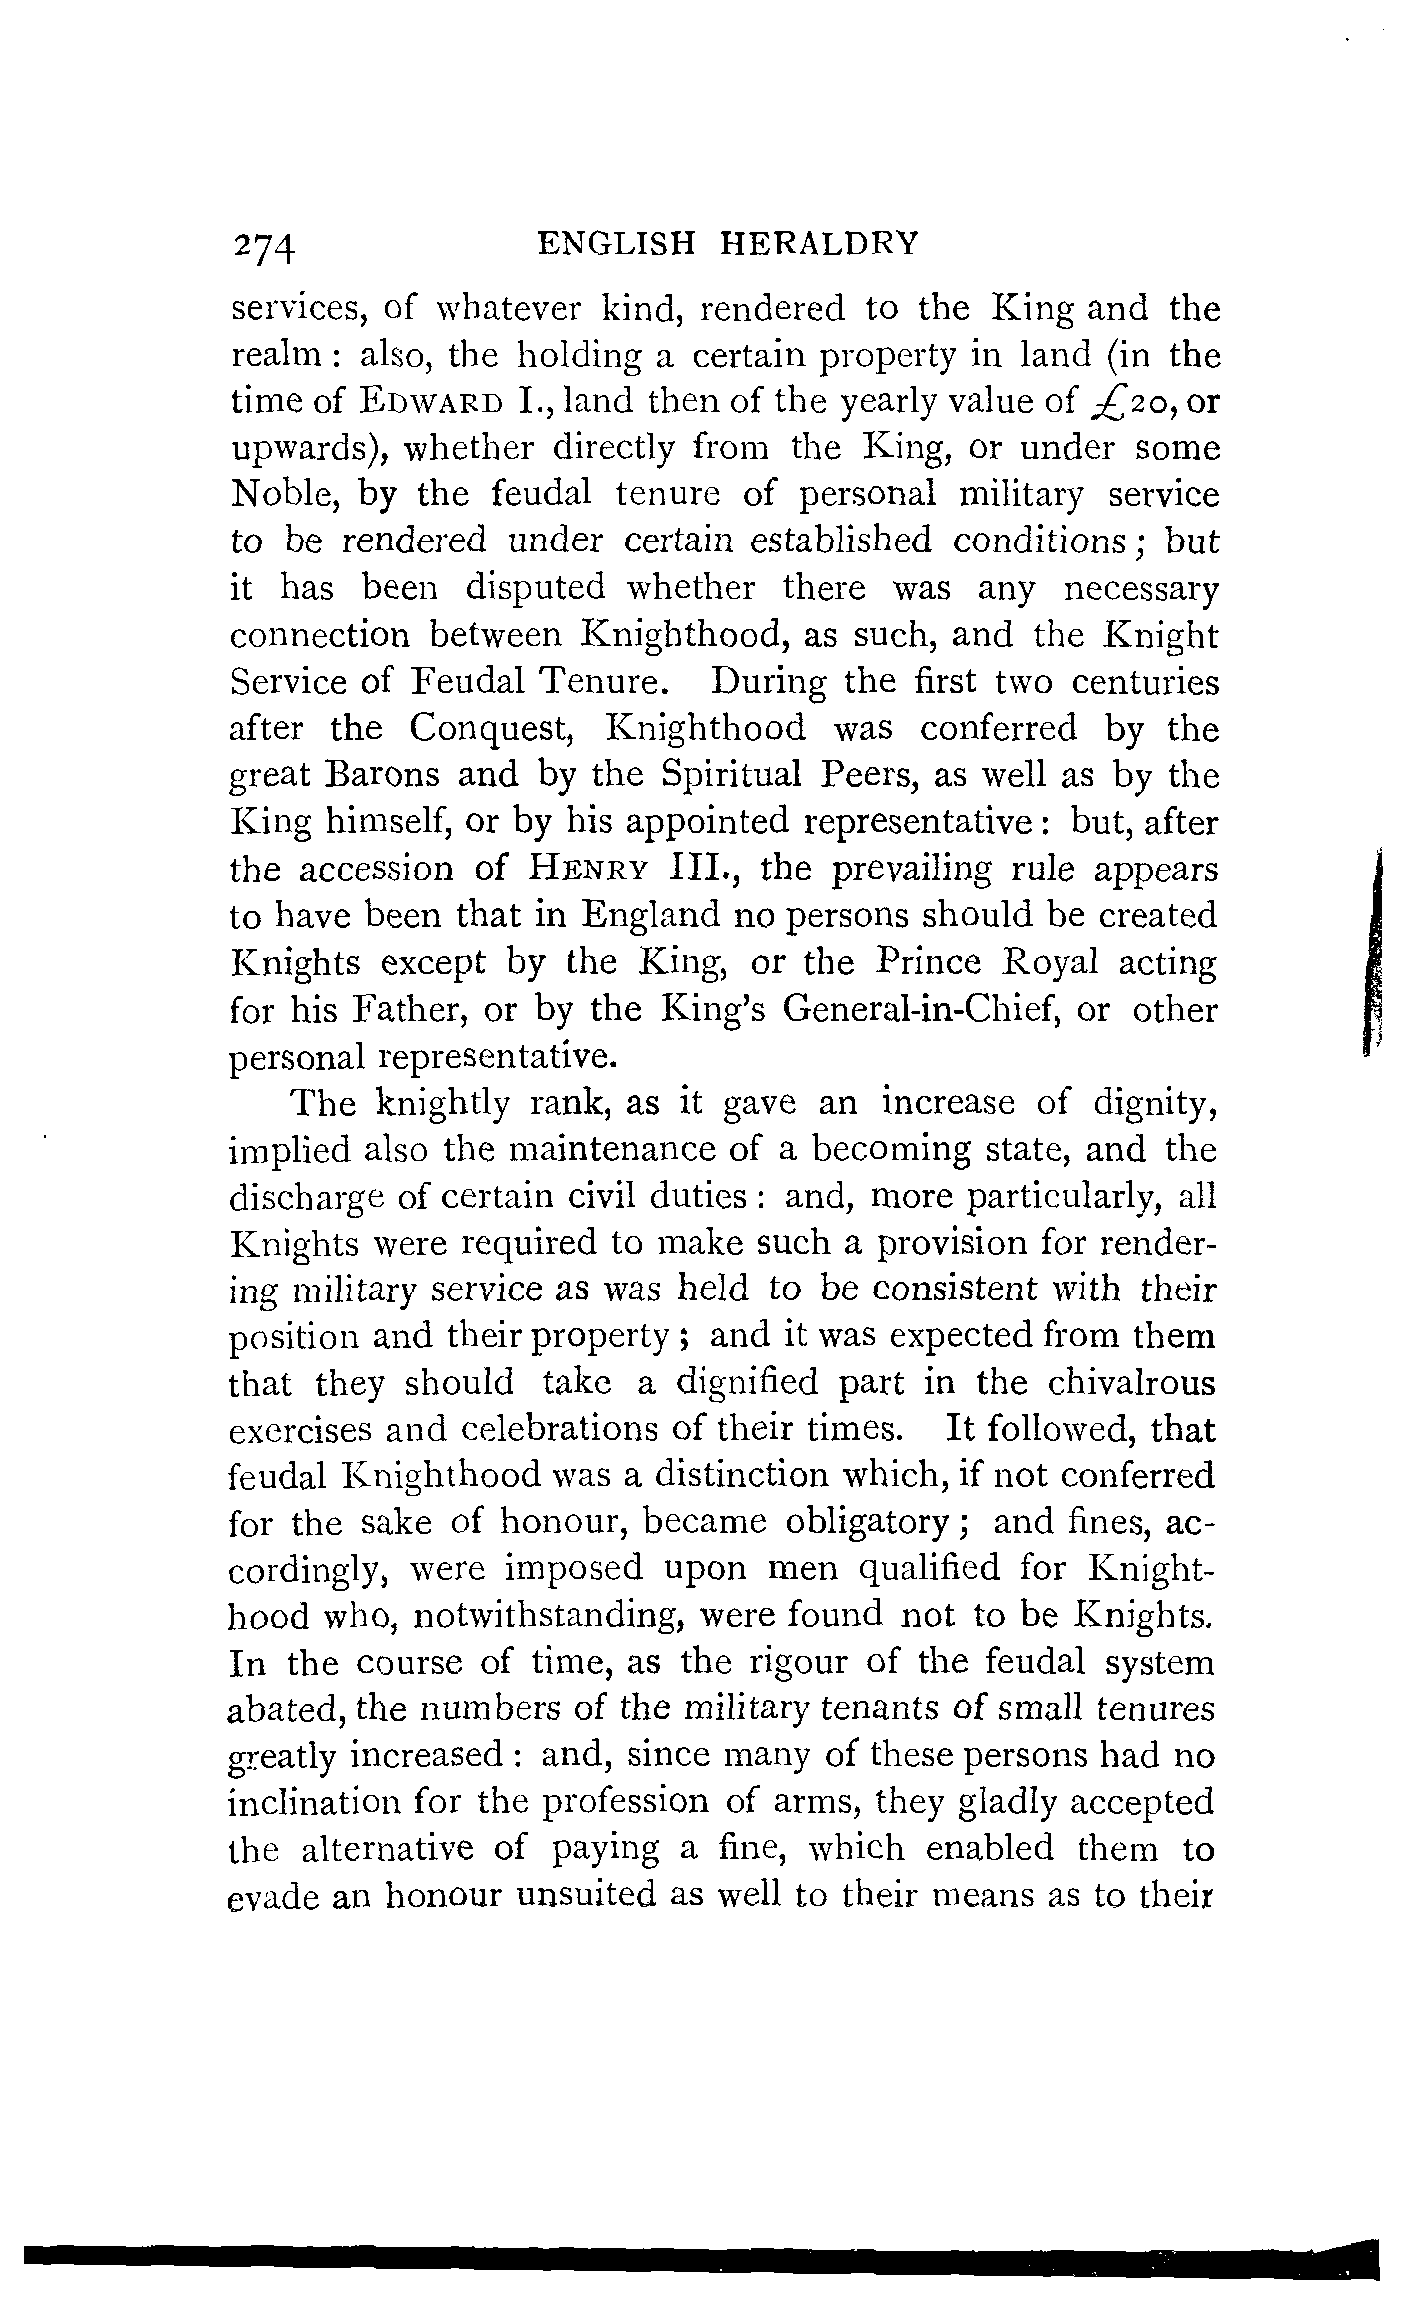 274 ENGLISH HERALDRY
services, of whatever kind, rendered to the King and the
realm : also, the holding a certain property in land (in the
time of EDWARD I., land then of the yearly value of £20, or
upwards), whether directly from the King, or under some
Noble, by the feudal tenure of personal military service
to be rendered under certain established conditions ; but
it has been disputed whether there was any necessary
connection between Knighthood, as such, and the Knight
Service of Feudal Tenure. During the first two centuries
after the Conquest, Knighthood was conferred by the
great Barons and by the Spiritual Peers, as well as by the
King himself, or by his appointed representative : but, after
the accession of HENRY III., the prevailing rule appears
to have been that in England no persons should be created
Knights except by the King, or the Prince Royal acting
for his Father, or by the King's General-in-Chief, or other
personal representative.
The knightly rank, as it gave an increase of dignity,
implied also the maintenance of a becoming state, and the
discharge of certain civil duties : and, more particularly, all
Knights were required to make such a provision for render-
ing military service as was held to be consistent with their
position and their property ; and it was expected from them
that they should take a dignified part in the chivalrous
exercises and celebrations of their times. It followed, that
feudal Knighthood was a distinction which, if not conferred
for the sake of honour, became obligatory ; and fines, ac-
cordingly, were imposed upon men qualified for Knight-
hood who, notwithstanding, were found not to be Knights.
In the course of time, as the rigour of the feudal system
abated, the numbers of the military tenants of small tenures
greatly increased : and, since many of these persons had no
inclination for the profession of arms, they gladly accepted
the alternative of paying a fine, which enabled them to
evade an honour unsuited as well to their means as to their